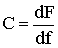 C = dF/df